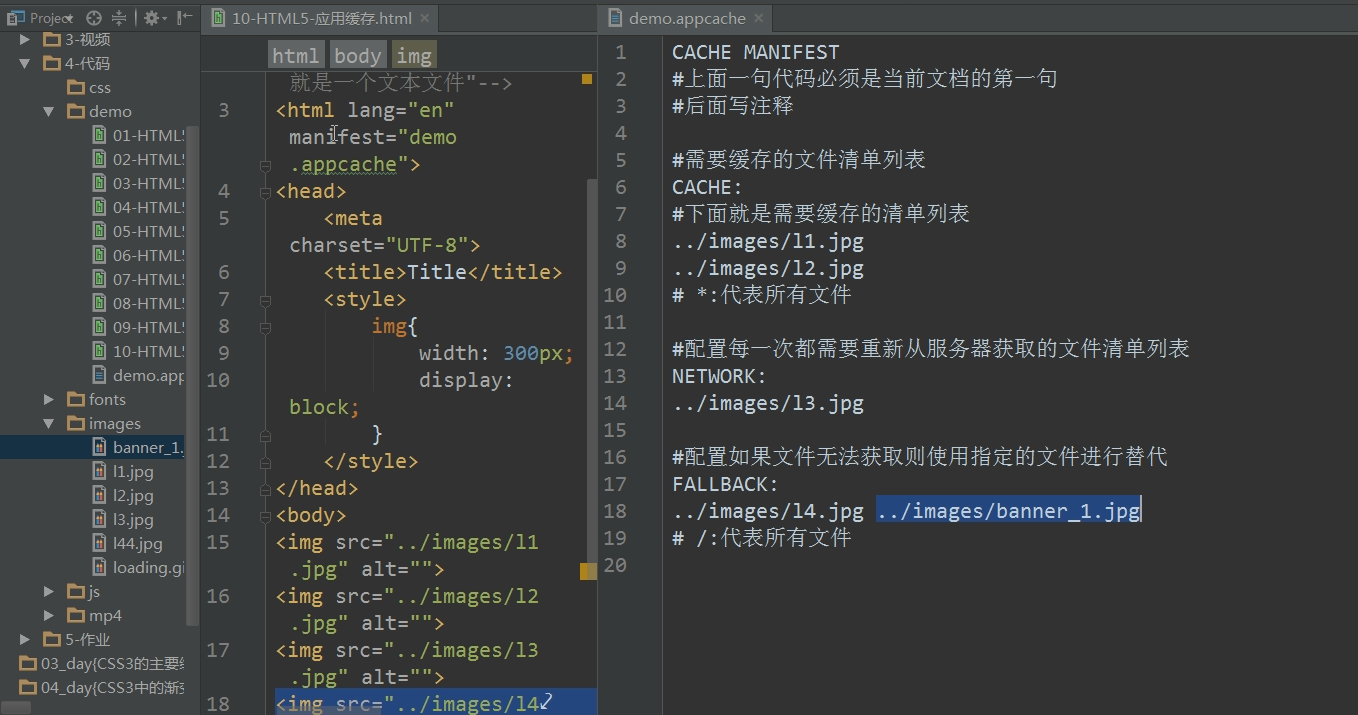 Project
10-HTML5-应用缓存.html
demo.appcache
3-视频
4-代码
css
demo
01-HTML5
02-HTML5
03-HTML5
04-HTML5
05-HTML5
06-HTML5
07-HTML5
08-HTML5
09-HTML5
10-HTML5
demo.app
fonts
images
banner_1.
l1.jpg
l2.jpg
l3.jpg
l44.jpg
loading.gi
js
mp4
5-作业
03_day{CSS3的主要
04_day{CSS3中的渐变
html body img
就是一个文本文件"-->
3 <html lang="en"
manifest="demo
.appcache">
4 <head>
5 <meta
charset="UTF-8">
6 <title>Title</title>
7 <style>
8 img{
9 width: 300px;
10 display:
block;
11 }
12 </style>
13 </head>
14 <body>
15 <img src="../images/l1
.jpg" alt="">
16 <img src="../images/l2
.jpg" alt="">
17 <img src="../images/l3
.jpg" alt="">
18 <img src="../images/l4
1 CACHE MANIFEST
2 #上面一句代码必须是当前文档的第一句
3 #后面写注释
4
5 #需要缓存的文件清单列表
6 CACHE:
7 #下面就是需要缓存的清单列表
8 ../images/l1.jpg
9 ../images/l2.jpg
10 # *:代表所有文件
11
12 #配置每一次都需要重新从服务器获取的文件清单列表
13 NETWORK:
14 ../images/l3.jpg
15
16 #配置如果文件无法获取则使用指定的文件进行替代
17 FALLBACK:
18 ../images/l4.jpg ../images/banner_1.jpg
19 # /:代表所有文件
20